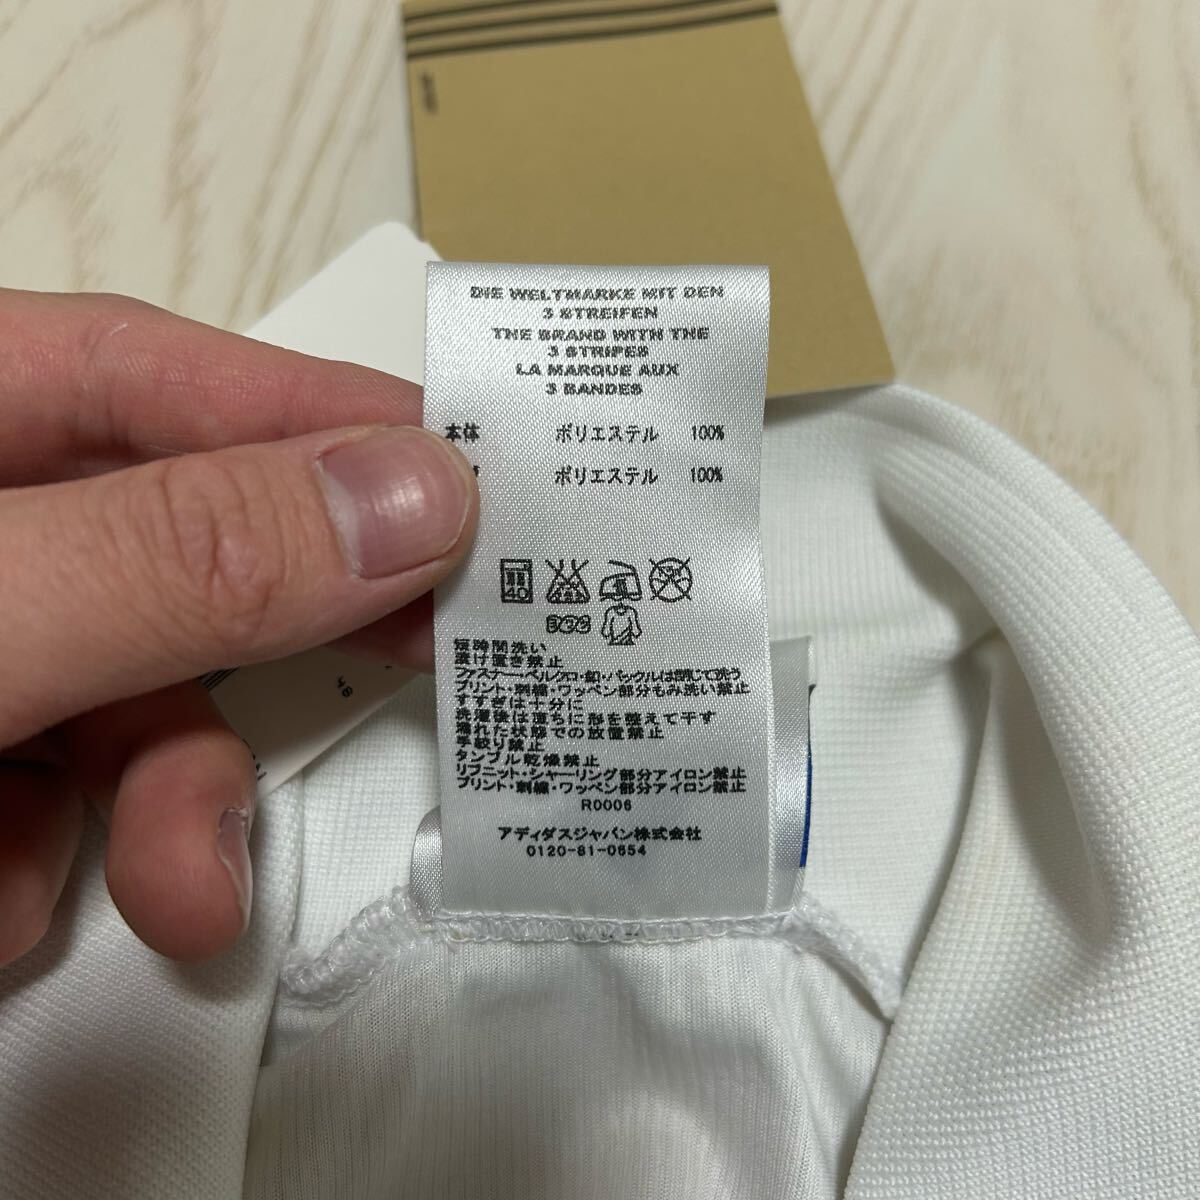 DIE WELTMARKE MIT DEN
3 STREIFEN
THE BRAND WITH THE
3 STRIPES
LA MARQUE AUX
3 BANDES
本体 ポリエステル 100%
ポリエステル 100%
40
短時間洗い
漬け置き禁止
ファスナー・ベルクロ・釦・バックルは閉じて洗う
プリント・刺繍・ワッペン部分もみ洗い禁止
すすぎは十分に
洗濯後は直ちに形を整えて干す
濡れた状態での放置禁止
手絞り禁止
タンブル乾燥禁止
リブニット・シャーリング部分アイロン禁止
プリント・刺繍・ワッペン部分アイロン禁止
R0006
アディダスジャパン株式会社
0120-81-0654